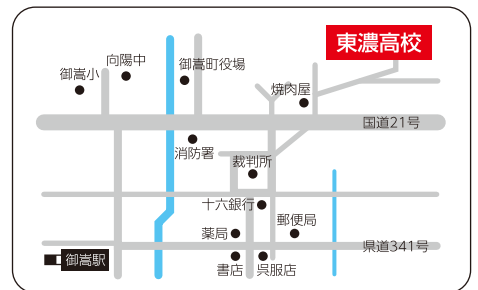 東濃高校
向陽中
御嵩小
御嵩町役場
焼肉屋
国道21号
消防署
裁判所
十六銀行
郵便局
薬局
県道341号
御嵩駅
書店
呉服店